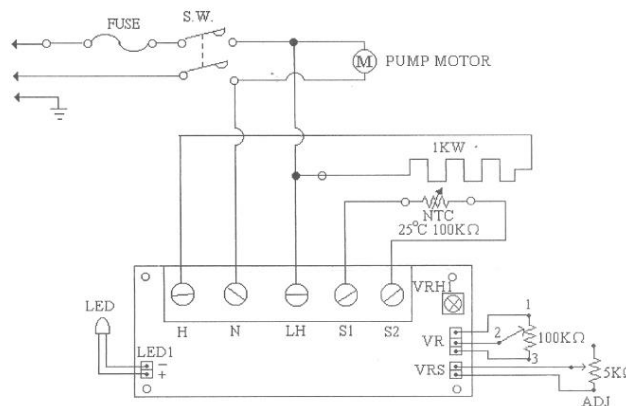 FUSE
S.W.
M
PUMP MOTOR
1KW
NTC
25°C 100KΩ
VRH1
LED
H
N
LH
S1
S2
1
VR
2
100KΩ
3
LED1
−
+
VRS
5KΩ
ADJ